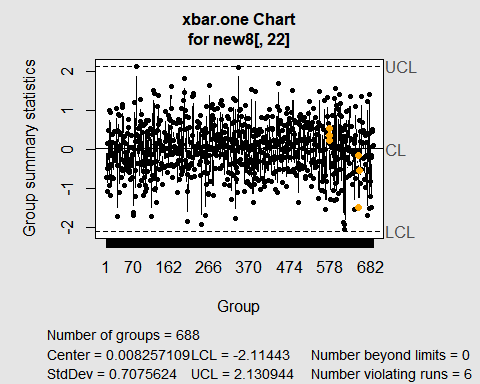 xbar.one Chart
for new8[, 22]
Group summary statistics
2
1
0
-1
-2
UCL
CL
LCL
1 70 162 266 370 474 578 682
Group
Number of groups = 688
Center = 0.008257109 LCL = -2.11443 Number beyond limits = 0
StdDev = 0.7075624 UCL = 2.130944 Number violating runs = 6